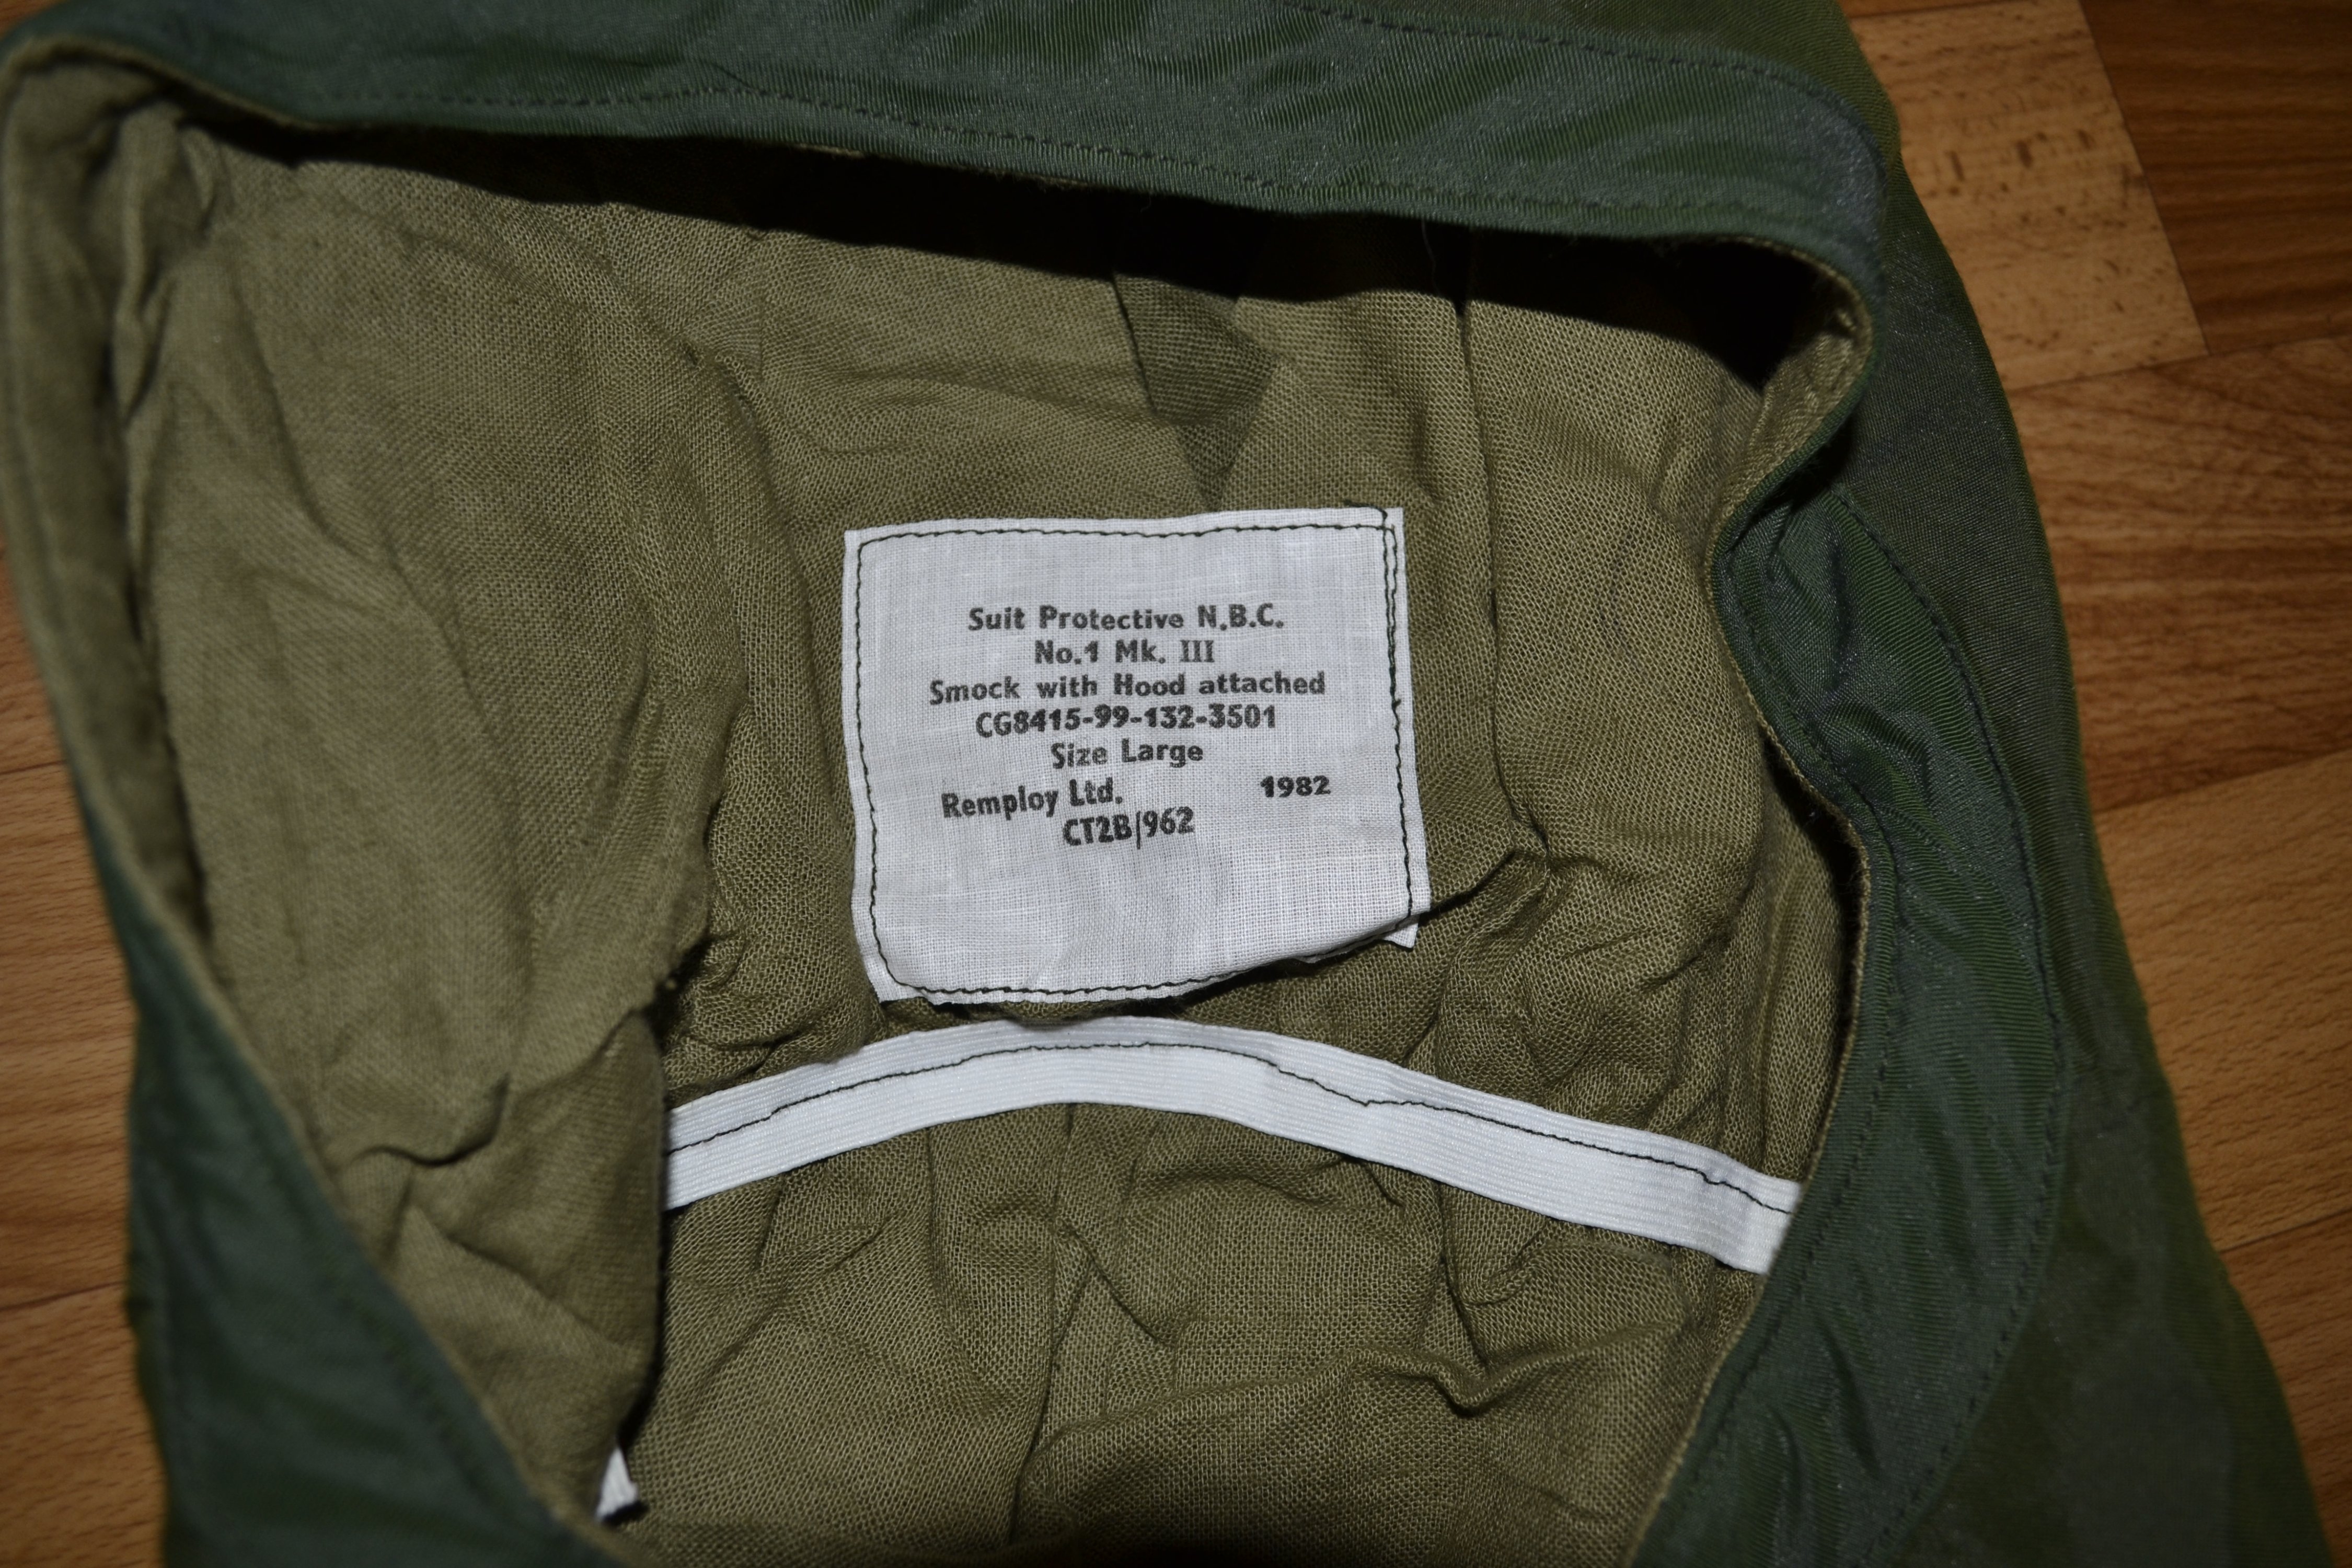 Suit Protective N.B.C.
No.1 Mk. III
Smock with Hood attached
CG8415-99-132-3501
Size Large
Remploy Ltd. 1982
CT2B/962